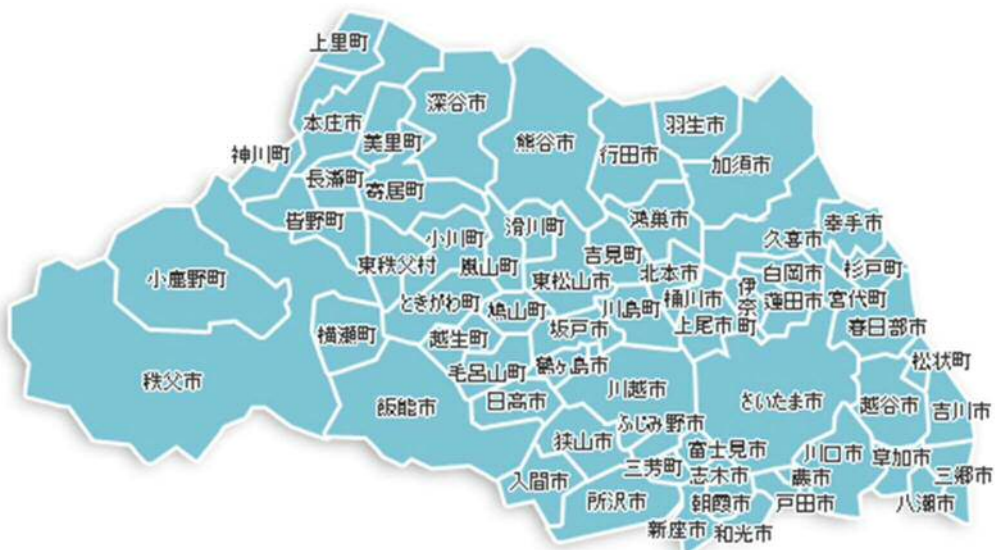 上里町
深谷市
本庄市
羽生市
美里町
熊谷市
行田市
神川町
加須市
長瀞町
寄居町
皆野町
滑川町
鴻巣市
幸手市
小川町
吉見町
久喜市
東秩父村
嵐山町
北本市
白岡市
杉戸町
小鹿野町
東松山市
ときがわ町
鳩山町
川島町
桶川市
伊奈町
蓮田市
宮代町
横瀬町
越生町
坂戸市
上尾市
春日部市
毛呂山町
鶴ヶ島市
松状町
秩父市
飯能市
日高市
川越市
さいたま市
越谷市
吉川市
ふじみ野市
狭山市
富士見市
川口市
草加市
三芳町
志木市
蕨市
三郷市
入間市
所沢市
朝霞市
戸田市
八潮市
新座市
和光市